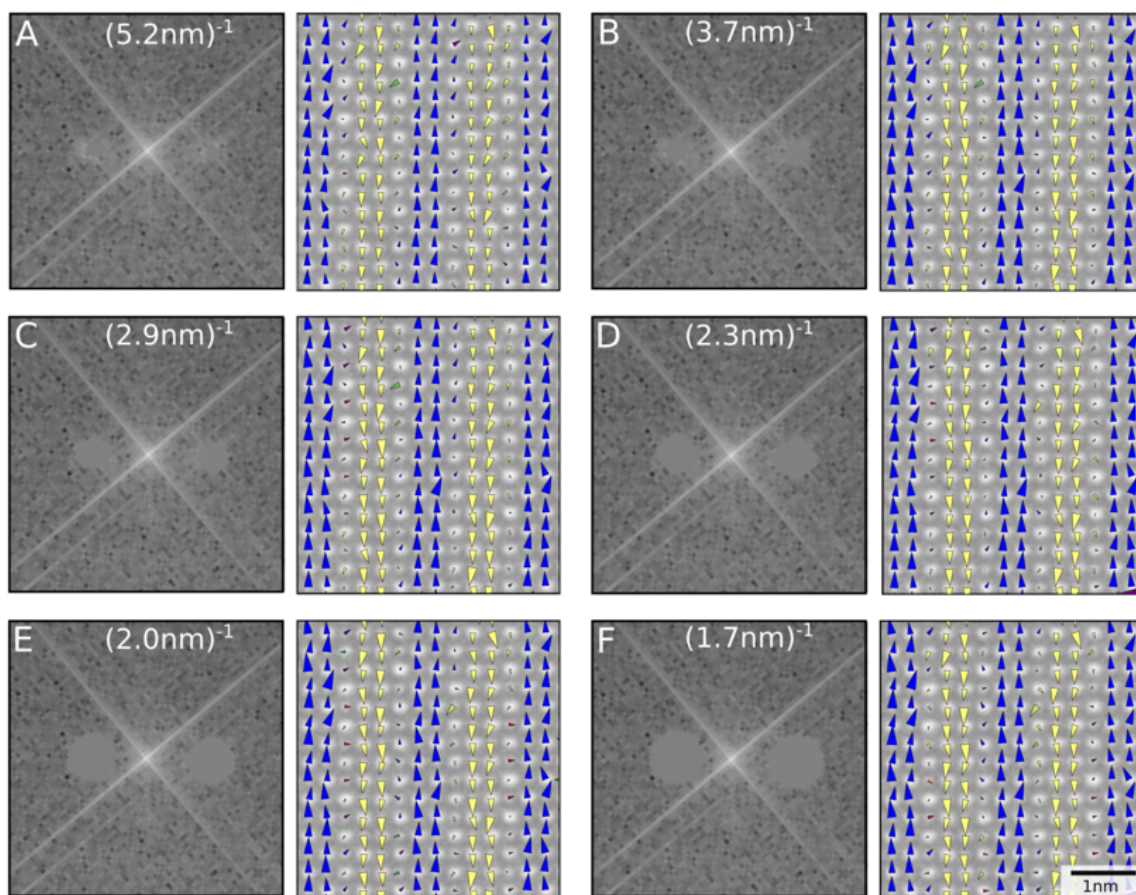 A (5.2nm)⁻¹
B (3.7nm)⁻¹
C (2.9nm)⁻¹
D (2.3nm)⁻¹
E (2.0nm)⁻¹
F (1.7nm)⁻¹
1nm